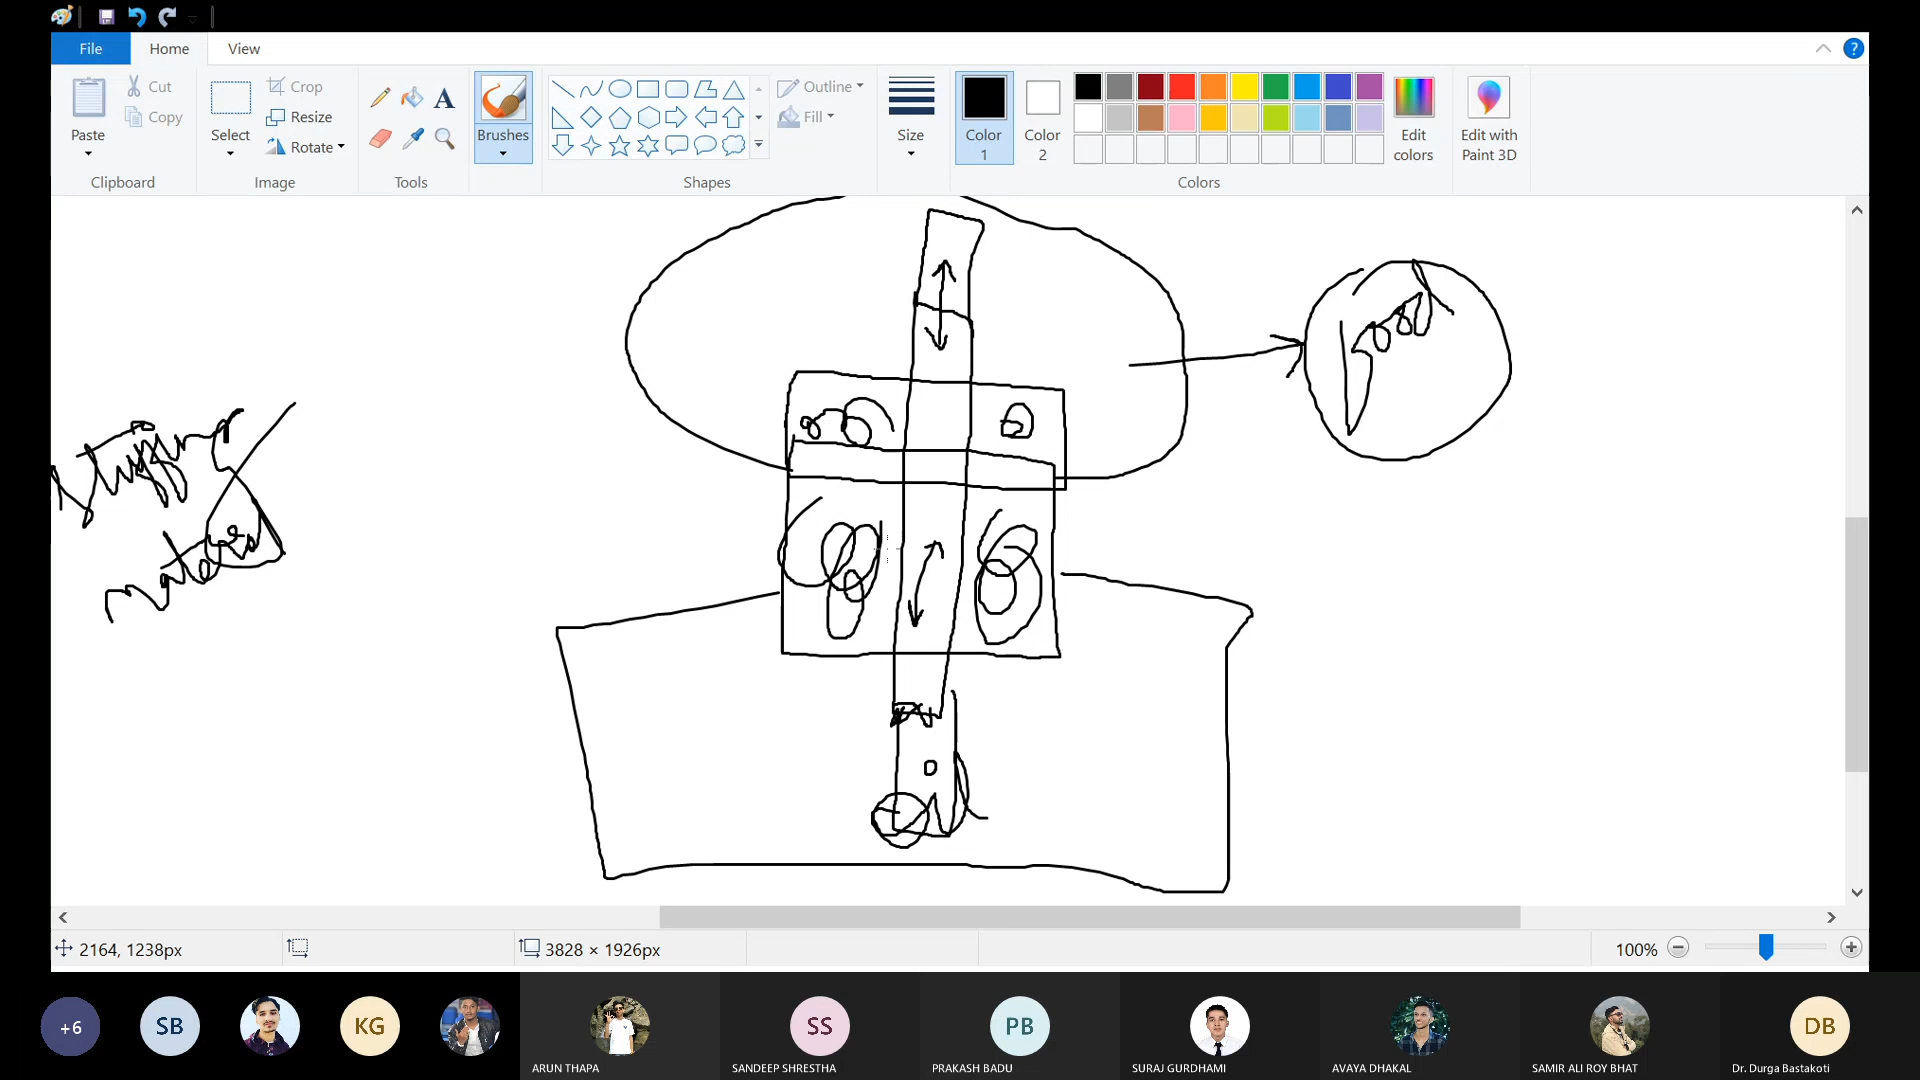 File Home View
Paste
Cut
Copy
Clipboard
Select
Crop
Resize
Rotate
Image
A
Tools
Brushes
Shapes
Outline
Fill
Size
Color 1
Color 2
Edit colors
Colors
Edit with Paint 3D
?
2164, 1238px
3828 × 1926px
100%
+6
SB
KG
ARUN THAPA
SS
SANDEEP SHRESTHA
PB
PRAKASH BADU
SURAJ GURDHAMI
AVAYA DHAKAL
SAMIR ALI ROY BHAT
DB
Dr. Durga Bastakoti